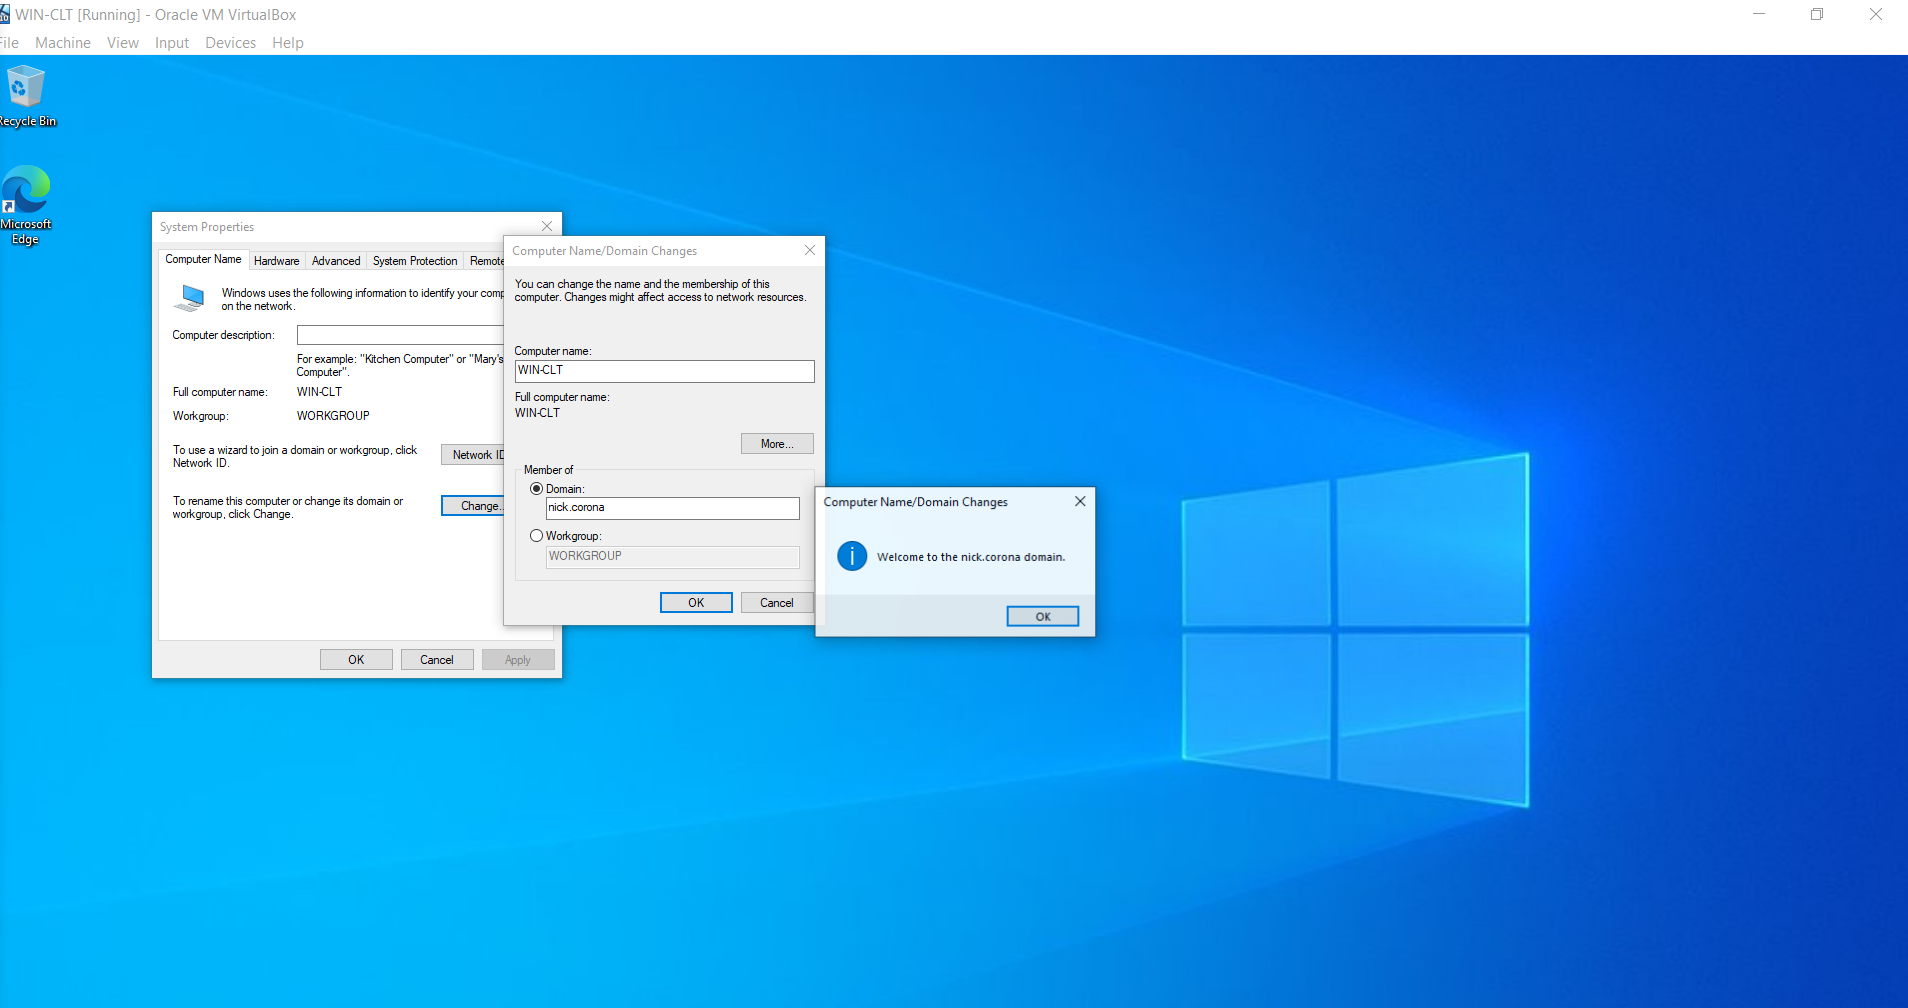 WIN-CLT [Running] - Oracle VM VirtualBox
File Machine View Input Devices Help
Recycle Bin
Microsoft
Edge
System Properties
Computer Name Hardware Advanced System Protection Remote
Windows uses the following information to identify your comp
on the network.
Computer description:
For example: "Kitchen Computer" or "Mary's
Computer".
Full computer name: WIN-CLT
Workgroup: WORKGROUP
To use a wizard to join a domain or workgroup, click
Network ID.
Network ID
To rename this computer or change its domain or
workgroup, click Change.
Change..
OK Cancel Apply
Computer Name/Domain Changes
You can change the name and the membership of this
computer. Changes might affect access to network resources.
Computer name:
WIN-CLT
Full computer name:
WIN-CLT
More...
Member of
Domain:
nick.corona
Workgroup:
WORKGROUP
OK Cancel
Computer Name/Domain Changes
Welcome to the nick.corona domain.
OK